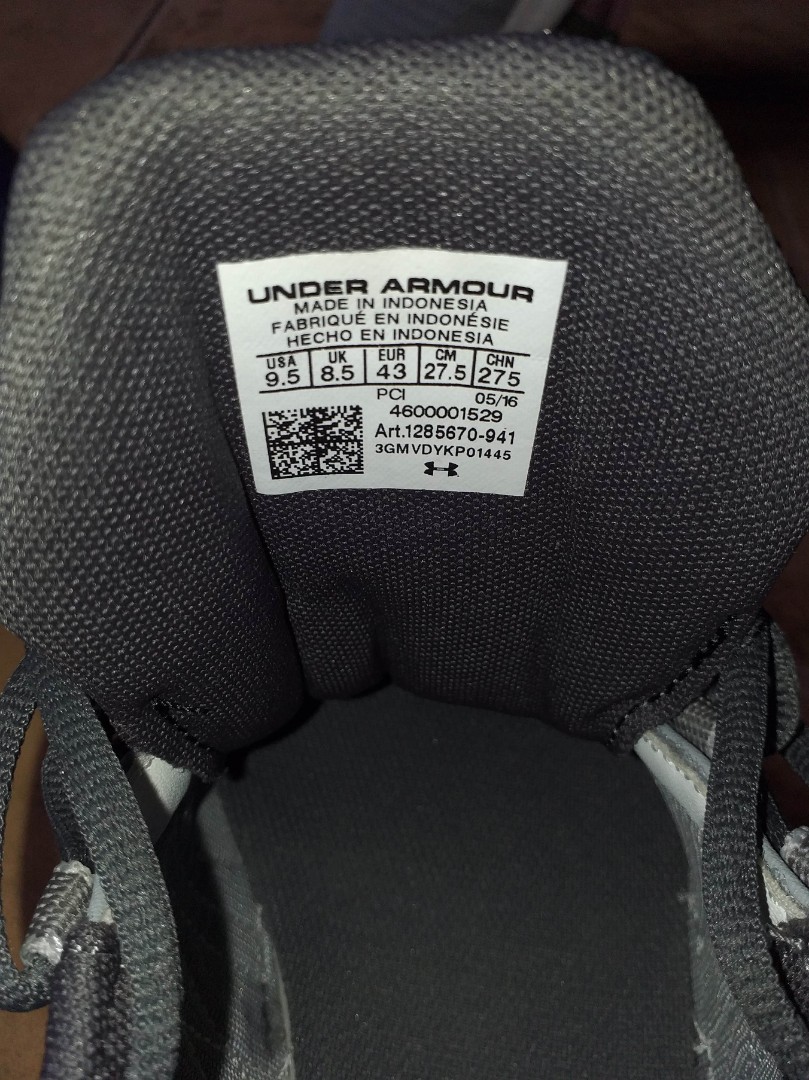 UNDER ARMOUR
MADE IN INDONESIA
FABRIQUÉ EN INDONÉSIE
HECHO EN INDONESIA
USA UK EUR CM CHN
9.5 8.5 43 27.5 275
PCI 05/16
4600001529
Art.1285670-941
3GMVDYKP01445